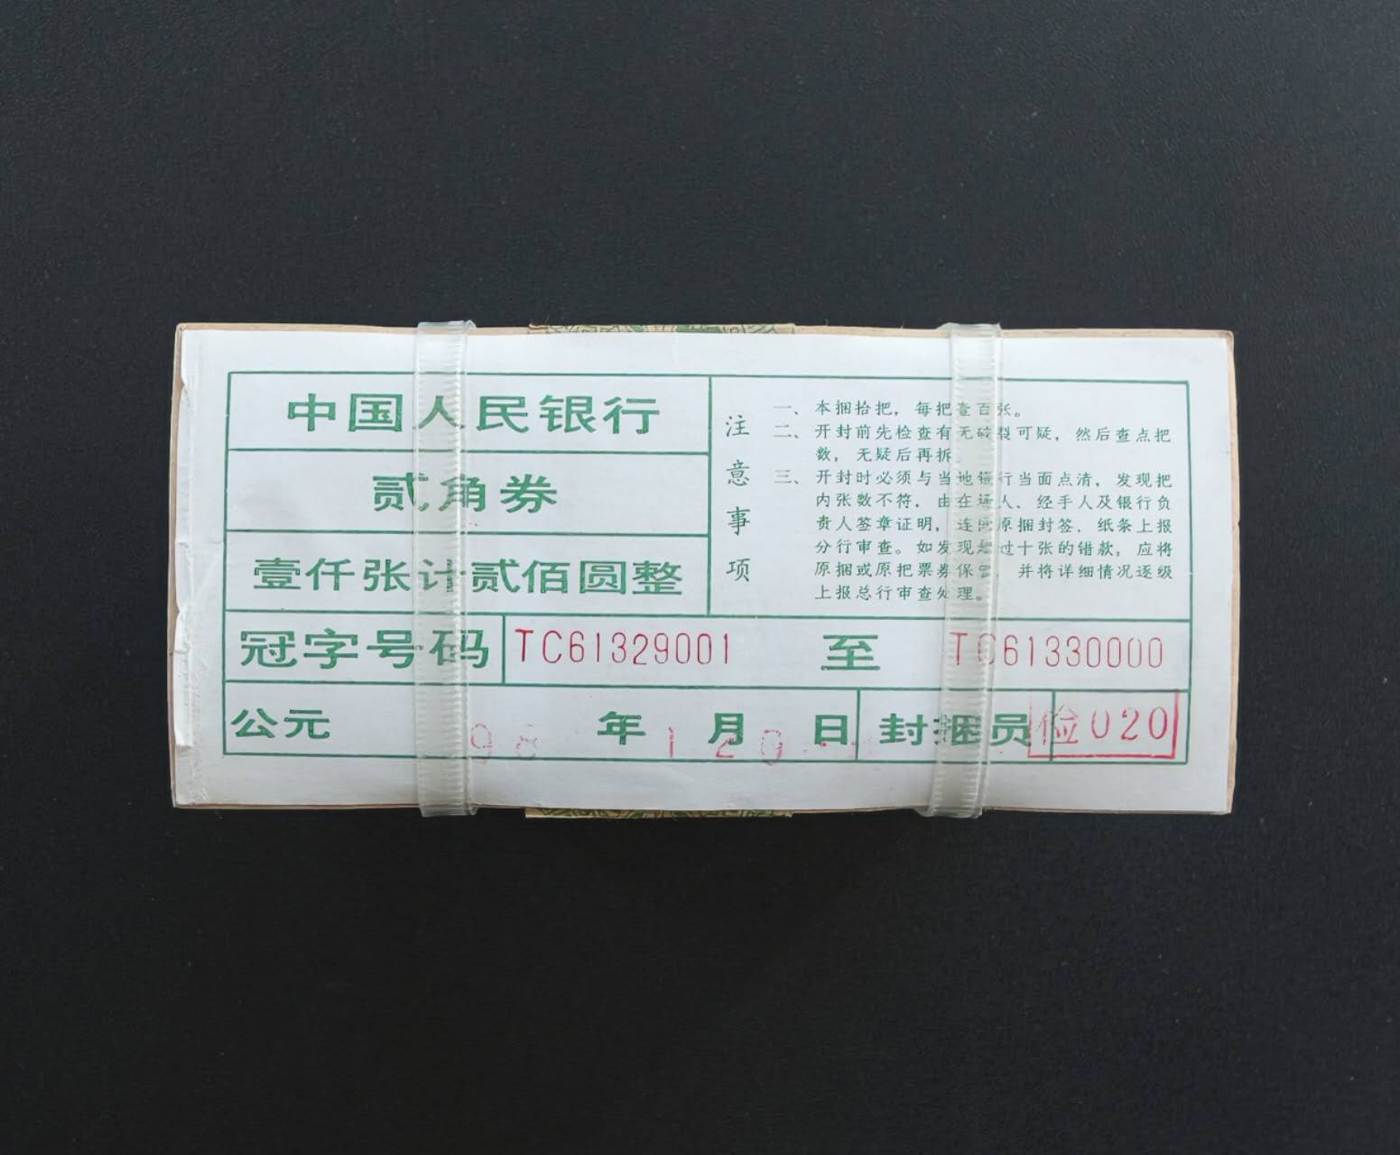 中国人民银行
贰角券
壹仟张计贰佰圆整
注意事项
一、本捆拾把，每把壹百张。
二、开封前先检查有无破裂可疑，然后查点把
数，无疑后再拆
三、开封时必须与当地银行当面点清，发现把
内张数不符，由在场人、经手人及银行负
责人签章证明，连同原捆封签，纸条上报
分行审查。如发现超过十张的错款，应将
原捆或原把票券保管，并将详细情况逐级
上报总行审查处理。
冠字号码 TC61329001 至 TC61330000
公元 98 年 1 月 日 封捆员 检020